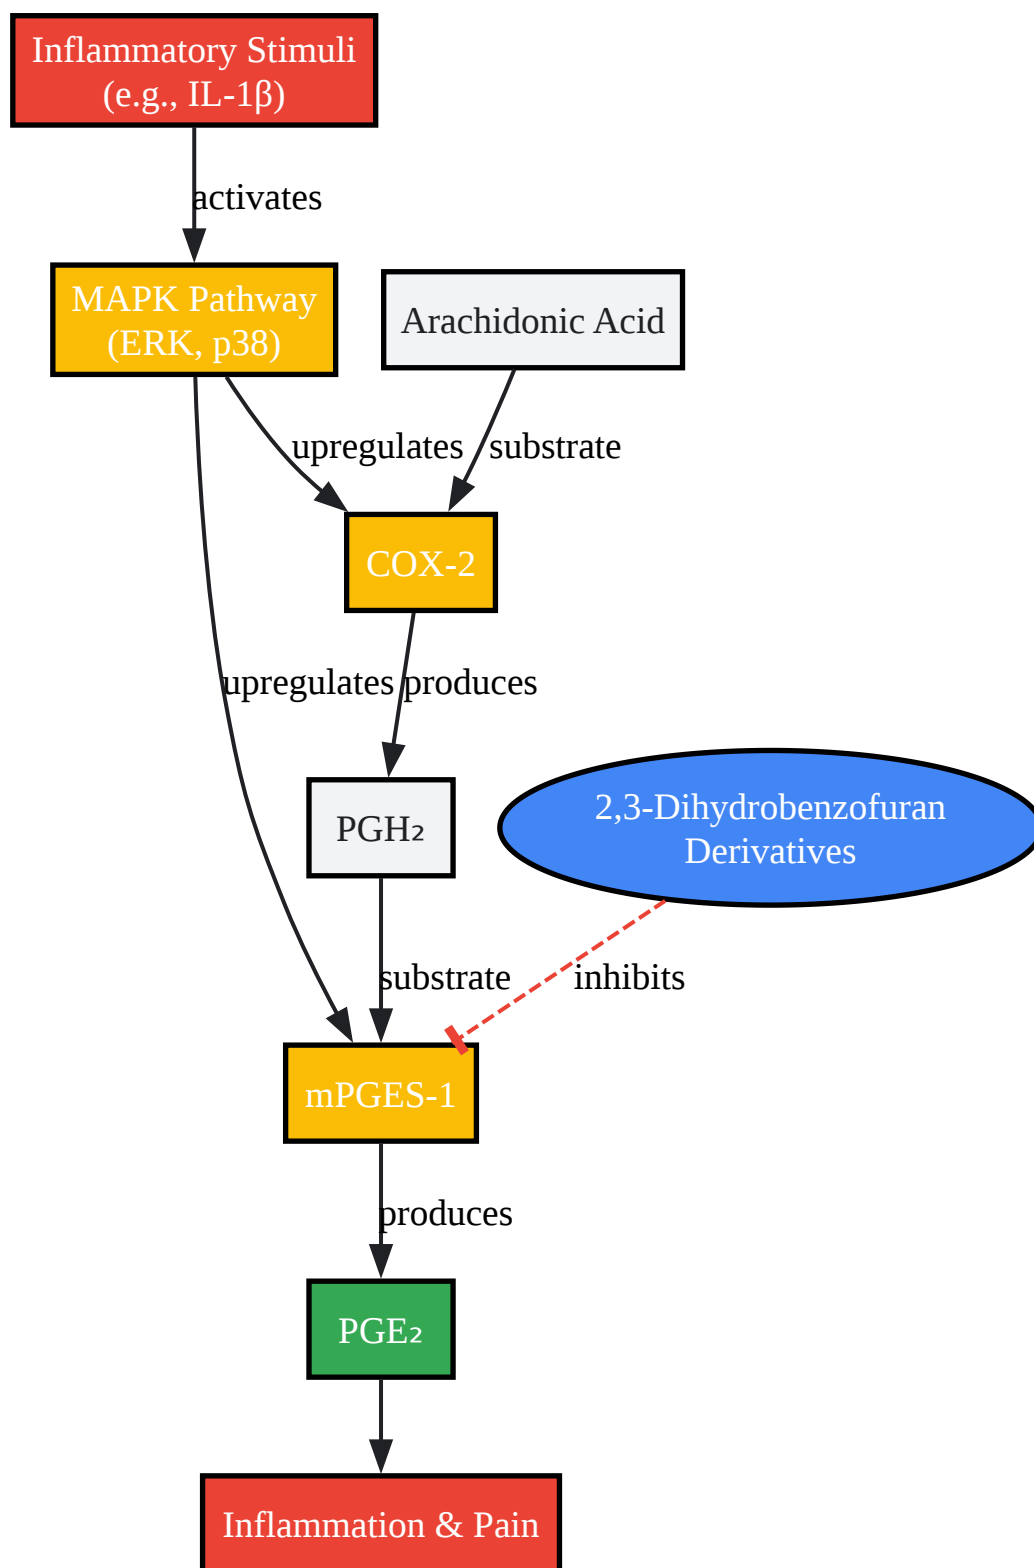 Inflammatory Stimuli
(e.g., IL-1β)
activates
MAPK Pathway
(ERK, p38)
Arachidonic Acid
upregulates
substrate
COX-2
upregulates
produces
PGH₂
2,3-Dihydrobenzofuran
Derivatives
substrate
inhibits
mPGES-1
produces
PGE₂
Inflammation & Pain